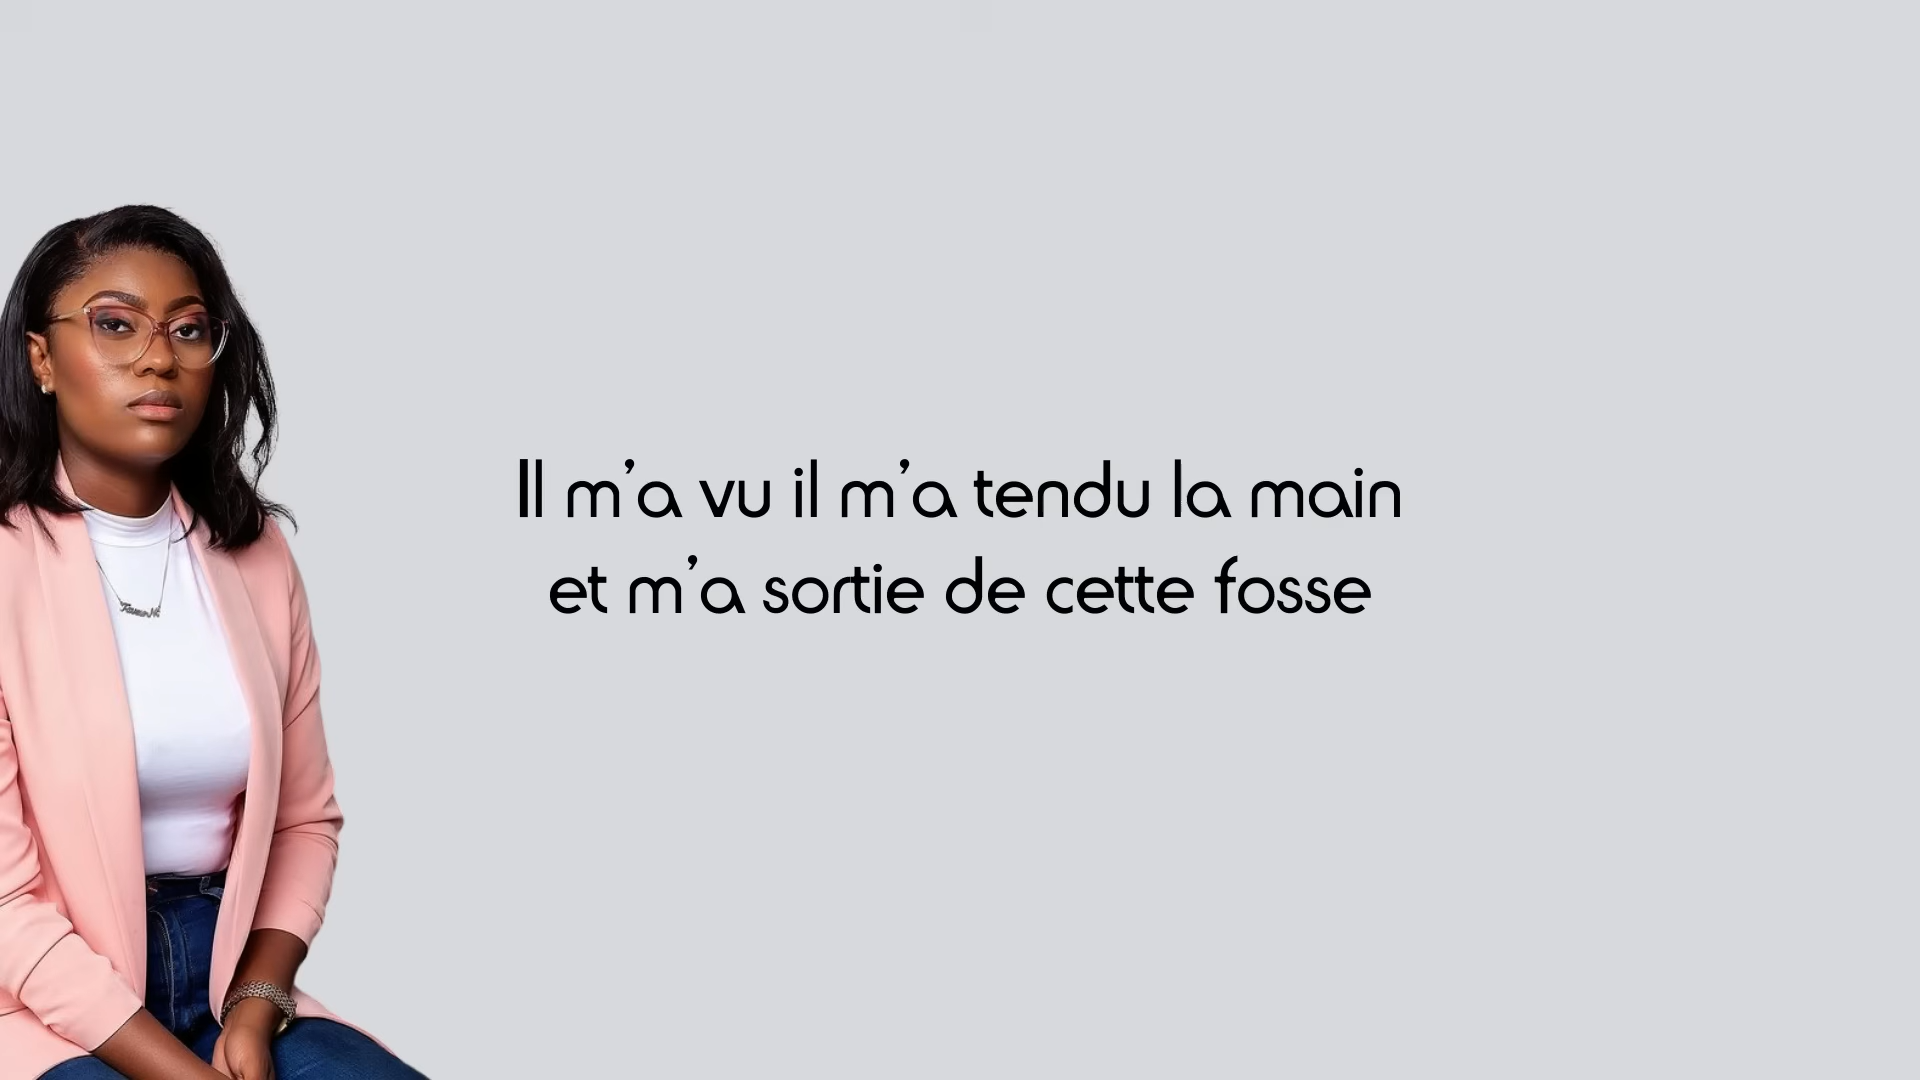 Il m’a vu il m’a tendu la main
et m’a sortie de cette fosse